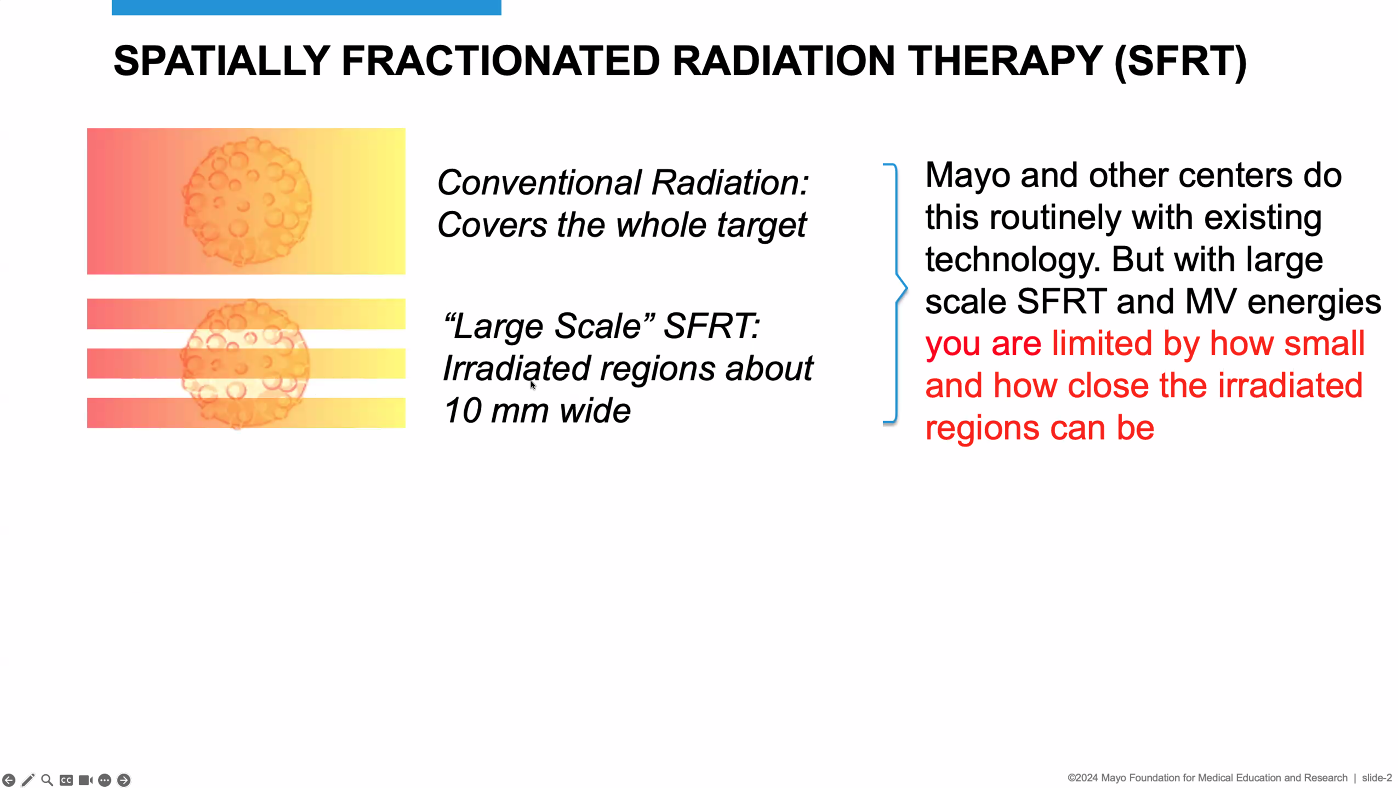 SPATIALLY FRACTIONATED RADIATION THERAPY (SFRT)
Conventional Radiation:
Covers the whole target
“Large Scale” SFRT:
Irradiated regions about
10 mm wide
Mayo and other centers do
this routinely with existing
technology. But with large
scale SFRT and MV energies
you are limited by how small
and how close the irradiated
regions can be
CC
©2024 Mayo Foundation for Medical Education and Research | slide-2